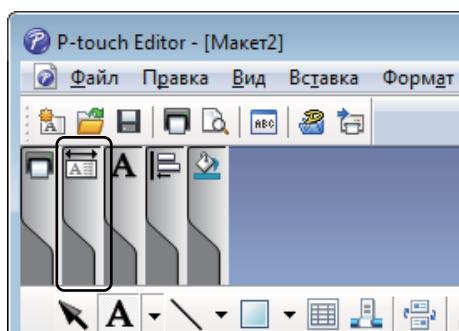 P-touch Editor - [Макет2]
Файл Правка Вид Вставка Формат
A ABC
A A
A